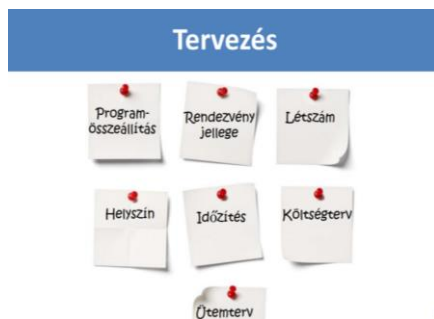 Tervezés
Program-
összeállítás
Rendezvény
jellege
Létszám
Helyszín
Időzítés
Költségterv
Ütemterv